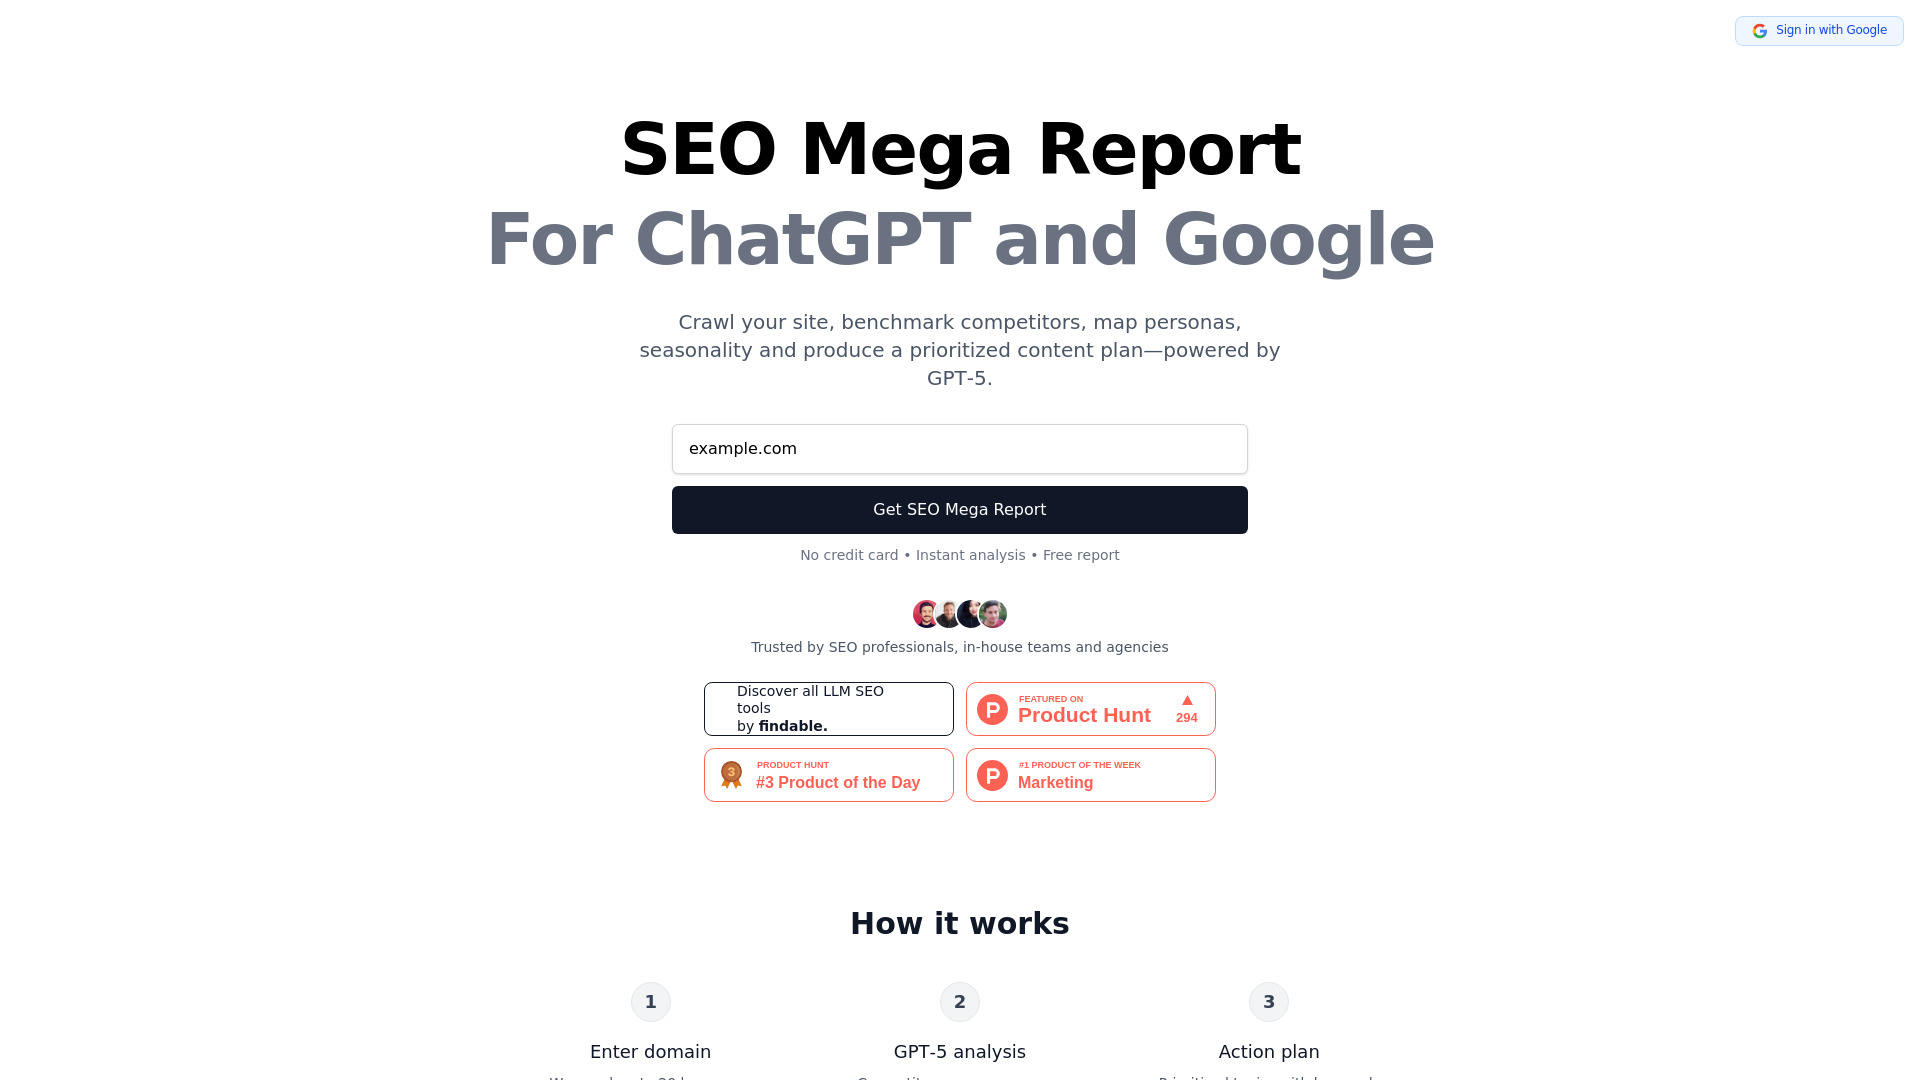 Sign in with Google
SEO Mega Report
For ChatGPT and Google
Crawl your site, benchmark competitors, map personas,
seasonality and produce a prioritized content plan—powered by
GPT-5.
example.com
Get SEO Mega Report
No credit card • Instant analysis • Free report
Trusted by SEO professionals, in-house teams and agencies
Discover all LLM SEO
tools
by findable.
FEATURED ON
Product Hunt
294
3
PRODUCT HUNT
#3 Product of the Day
#1 PRODUCT OF THE WEEK
Marketing
How it works
1
Enter domain
2
GPT-5 analysis
3
Action plan